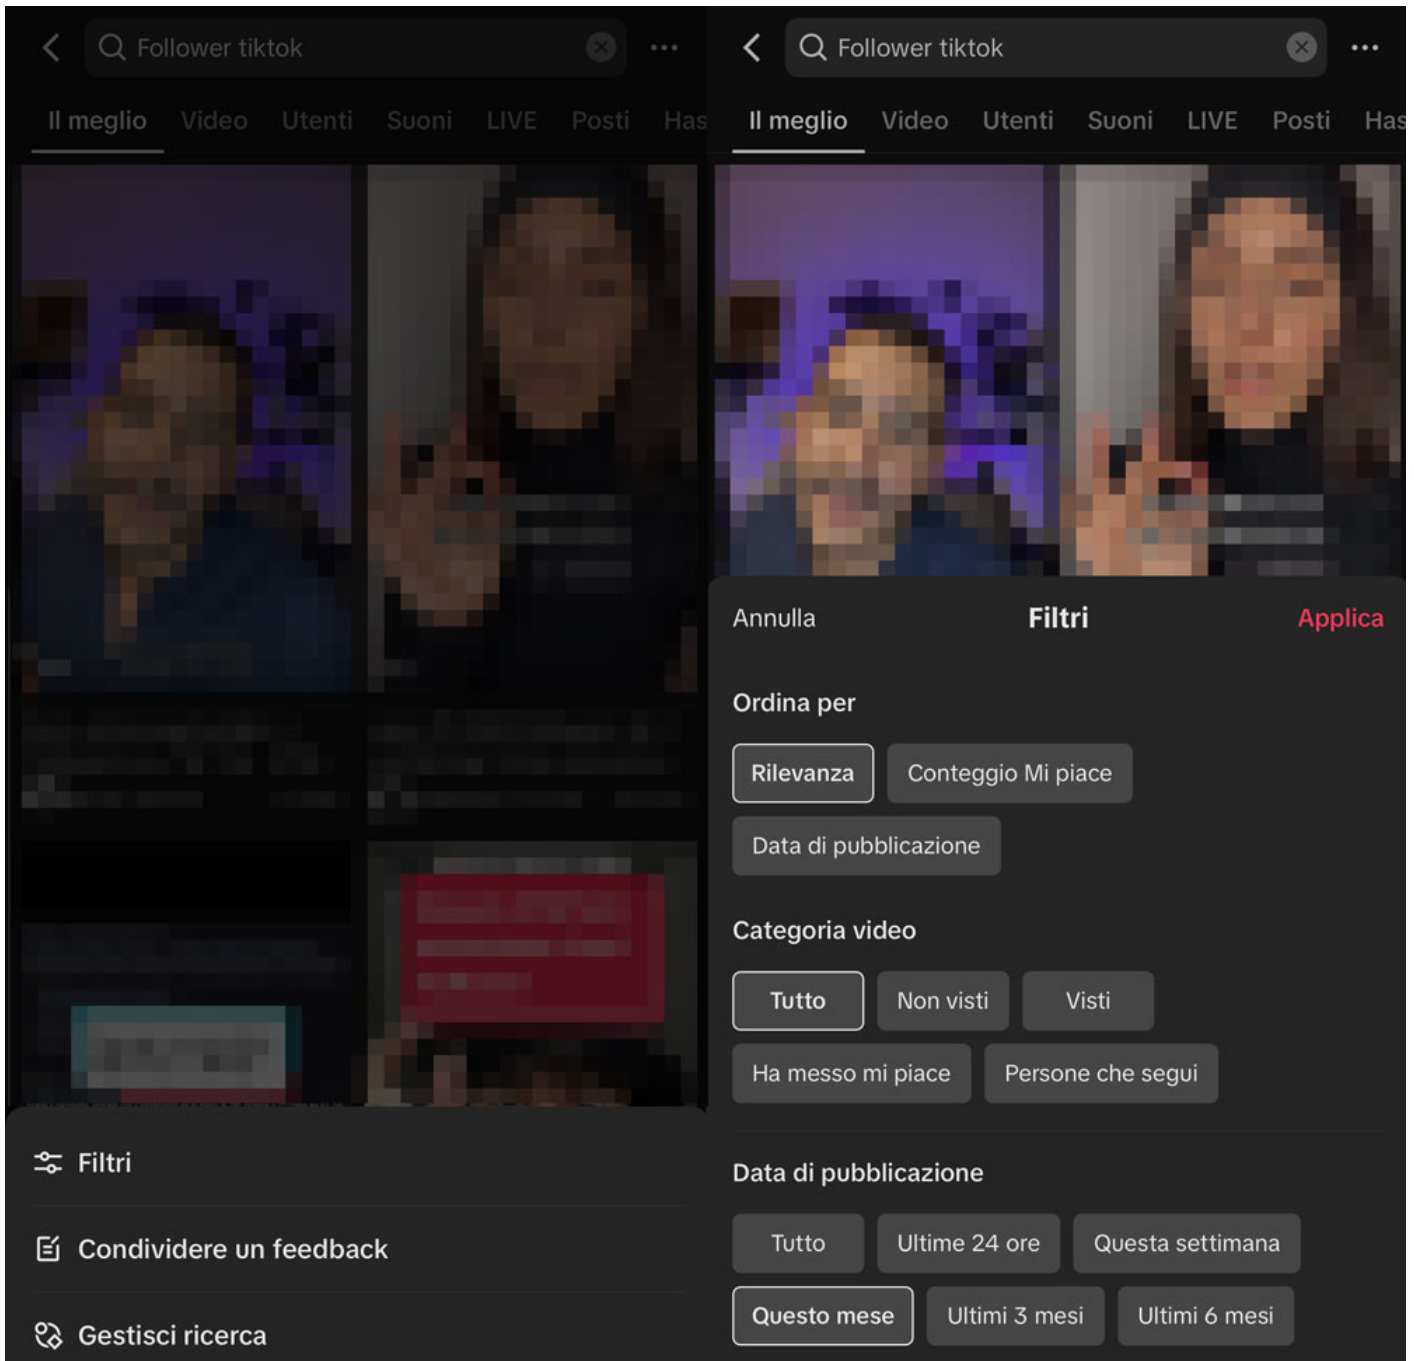 Follower tiktok
Il meglio Video Utenti Suoni LIVE Posti Has
Filtri
Condividere un feedback
Gestisci ricerca
Follower tiktok
Il meglio Video Utenti Suoni LIVE Posti Has
Annulla Filtri Applica
Ordina per
Rilevanza Conteggio Mi piace
Data di pubblicazione
Categoria video
Tutto Non visti Visti
Ha messo mi piace Persone che segui
Data di pubblicazione
Tutto Ultime 24 ore Questa settimana
Questo mese Ultimi 3 mesi Ultimi 6 mesi